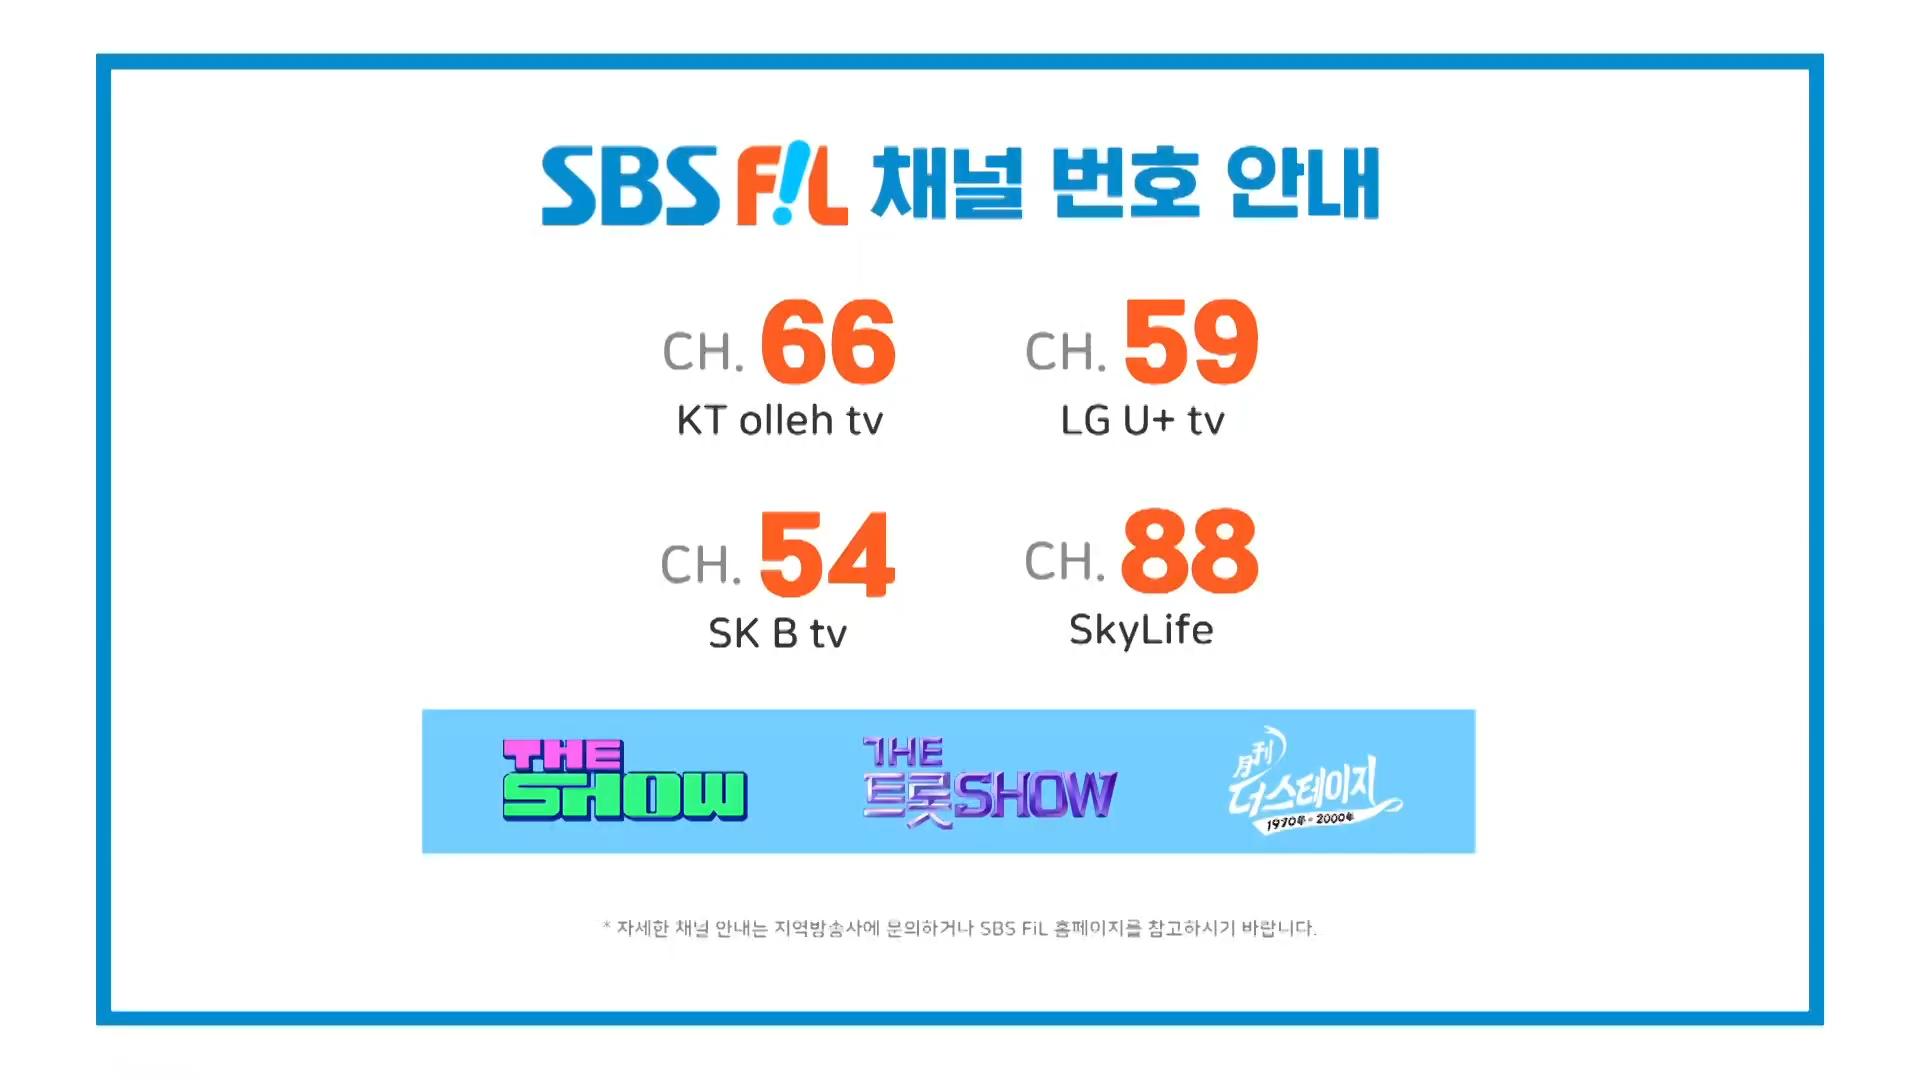 SBS F!L 채널 번호 안내
CH. 66
KT olleh tv
CH. 59
LG U+ tv
CH. 54
SK B tv
CH. 88
SkyLife
THE
SHOW
THE
트롯SHOW
月刊
더스테이지
1970年-2000年
* 자세한 채널 안내는 지역방송사에 문의하거나 SBS FiL 홈페이지를 참고하시기 바랍니다.